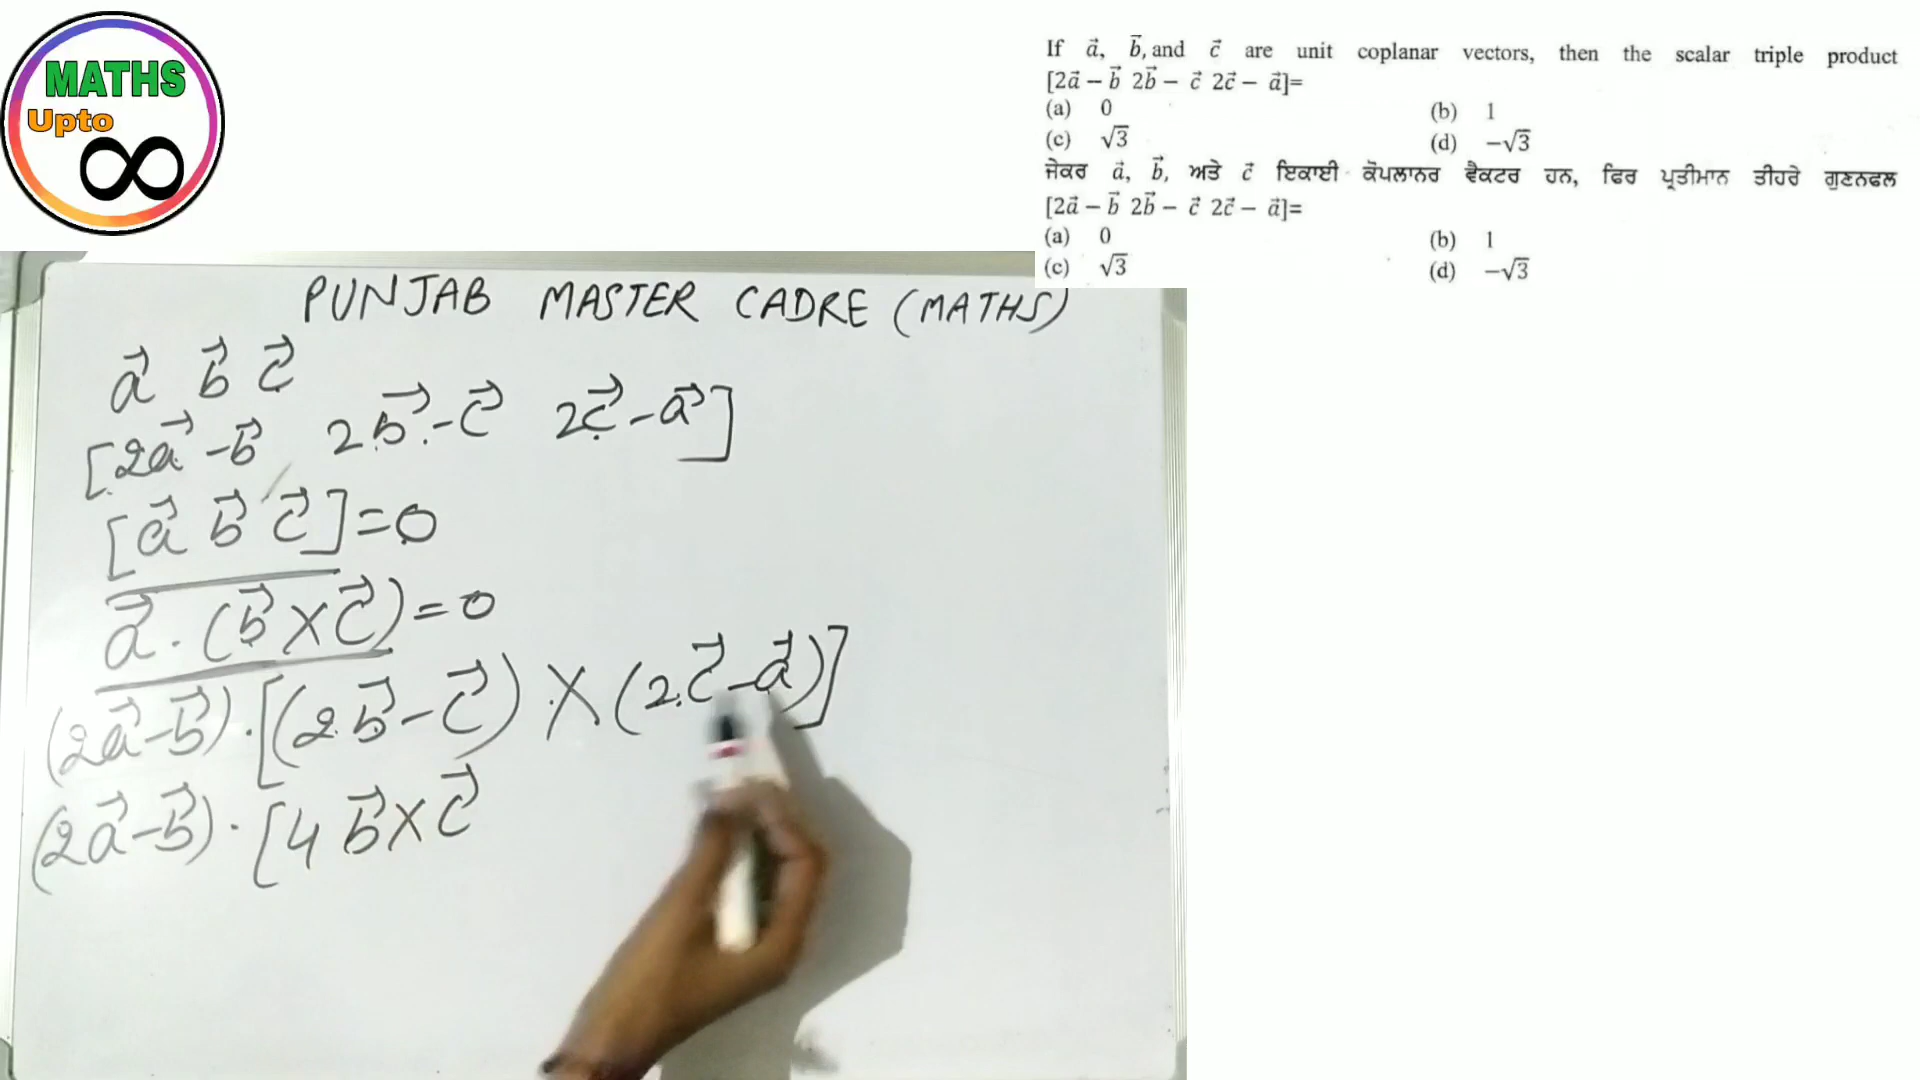 MATHS
Upto
∞
If a⃗, b⃗, and c⃗ are unit coplanar vectors, then the scalar triple product
[2a⃗ − b⃗ 2b⃗ − c⃗ 2c⃗ − a⃗]=
(a) 0 (b) 1
(c) √3 (d) −√3
ਜੇਕਰ a⃗, b⃗, ਅਤੇ c⃗ ਇਕਾਈ ਕੋਪਲਾਨਰ ਵੈਕਟਰ ਹਨ, ਫਿਰ ਪ੍ਰਤੀਮਾਨ ਤੀਹਰੇ ਗੁਣਨਫਲ
[2a⃗ − b⃗ 2b⃗ − c⃗ 2c⃗ − a⃗]=
(a) 0 (b) 1
(c) √3 (d) −√3
PUNJAB MASTER CADRE (MATHS)
a⃗ b⃗ c⃗
[2a⃗ − b⃗ 2b⃗ − c⃗ 2c⃗ − a⃗]
[a⃗ b⃗ c⃗] = 0
a⃗ · (b⃗ × c⃗) = 0
(2a⃗ − b⃗) · [(2b⃗ − c⃗) × (2c⃗ − a⃗)]
(2a⃗ − b⃗) · [4 b⃗ × c⃗